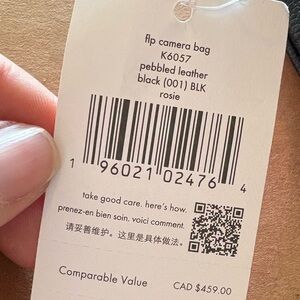 flp camera bag
K6057
pebbled leather
black (001) BLK
rosie
1 96021 02476 4
take good care. here's how.
prenez-en bien soin. voici comment.
请妥善维护。这里是具体做法。
Comparable Value CAD $459.00